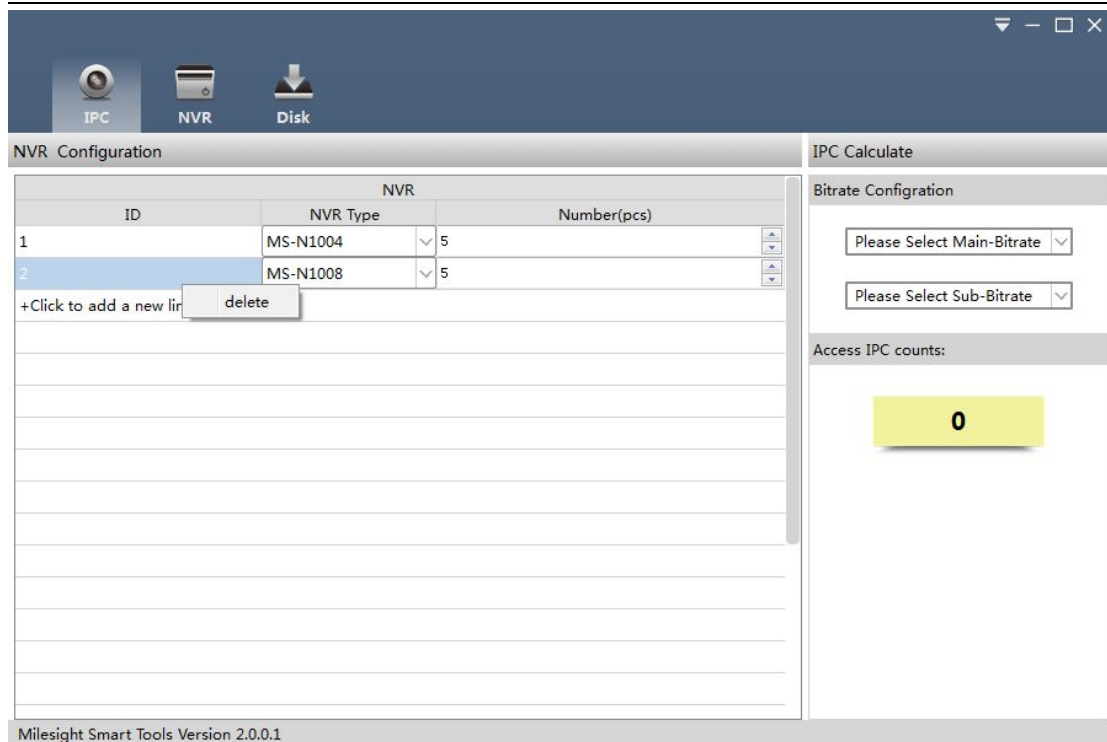 IPC NVR Disk
NVR Configuration
IPC Calculate
NVR
Bitrate Configration
ID NVR Type Number(pcs)
1 MS-N1004 5
Please Select Main-Bitrate
2 MS-N1008 5
Please Select Sub-Bitrate
+Click to add a new
delete
Access IPC counts:
0
Milesight Smart Tools Version 2.0.0.1